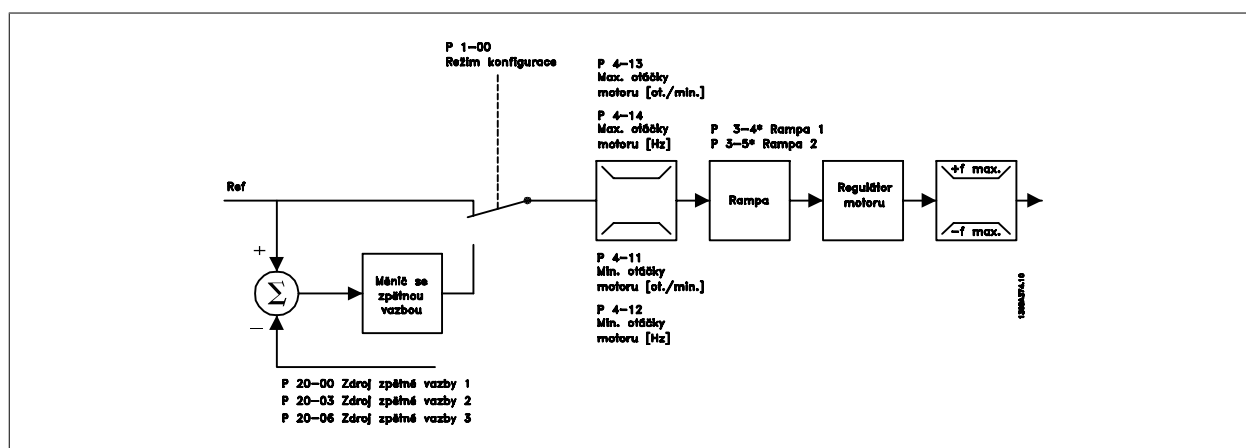 P 1-00
Režim konfigurace
P 4-13
Max. otáčky
motoru [ot./min.]
P 4-14
Max. otáčky
motoru [Hz]
P 3-4* Rampa 1
P 3-5* Rampa 2
Ref
Rampa
Regulátor
motoru
+f max.
-f max.
+
Σ
−
Měnič se
zpětnou
vazbou
P 4-11
Min. otáčky
motoru [ot./min.]
P 4-12
Min. otáčky
motoru [Hz]
P 20-00 Zdroj zpětné vazby 1
P 20-03 Zdroj zpětné vazby 2
P 20-06 Zdroj zpětné vazby 3